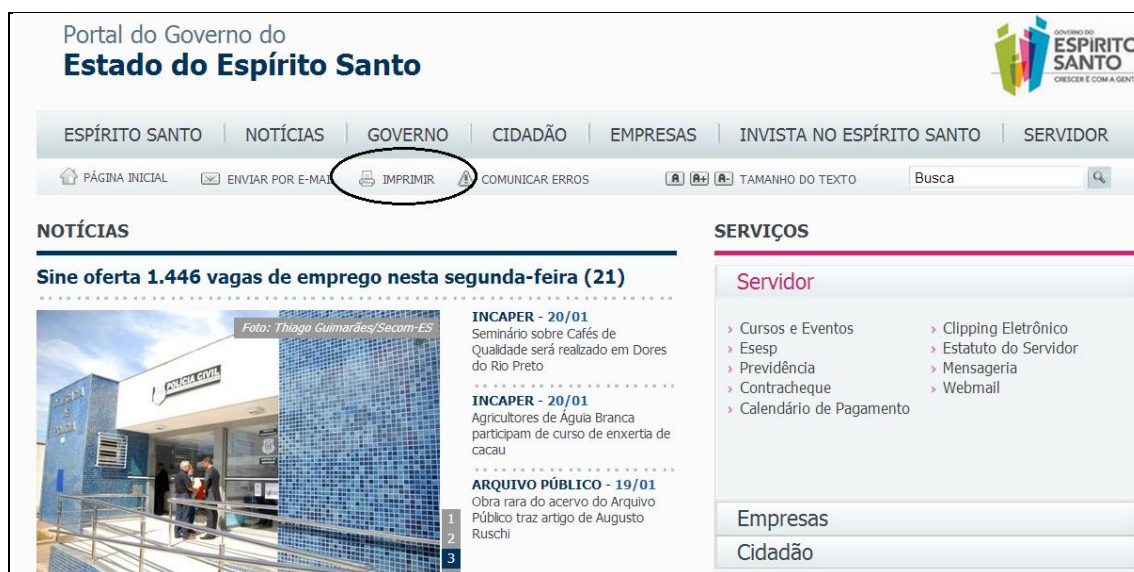 Portal do Governo do
Estado do Espírito Santo
GOVERNO DO
ESPÍRITO
SANTO
CRESCER É COM A GENT
ESPÍRITO SANTO NOTÍCIAS GOVERNO CIDADÃO EMPRESAS INVISTA NO ESPÍRITO SANTO SERVIDOR
PÁGINA INICIAL ENVIAR POR E-MAIL IMPRIMIR COMUNICAR ERROS A A+ A- TAMANHO DO TEXTO Busca
NOTÍCIAS
Sine oferta 1.446 vagas de emprego nesta segunda-feira (21)
Foto: Thiago Guimarães/Secom-ES
POLÍCIA CIVIL
1
2
3
INCAPER - 20/01
Seminário sobre Cafés de
Qualidade será realizado em Dores
do Rio Preto
INCAPER - 20/01
Agricultores de Águia Branca
participam de curso de enxertia de
cacau
ARQUIVO PÚBLICO - 19/01
Obra rara do acervo do Arquivo
Público traz artigo de Augusto
Ruschi
SERVIÇOS
Servidor
Cursos e Eventos
Esesp
Previdência
Contracheque
Calendário de Pagamento
Clipping Eletrônico
Estatuto do Servidor
Mensageria
Webmail
Empresas
Cidadão